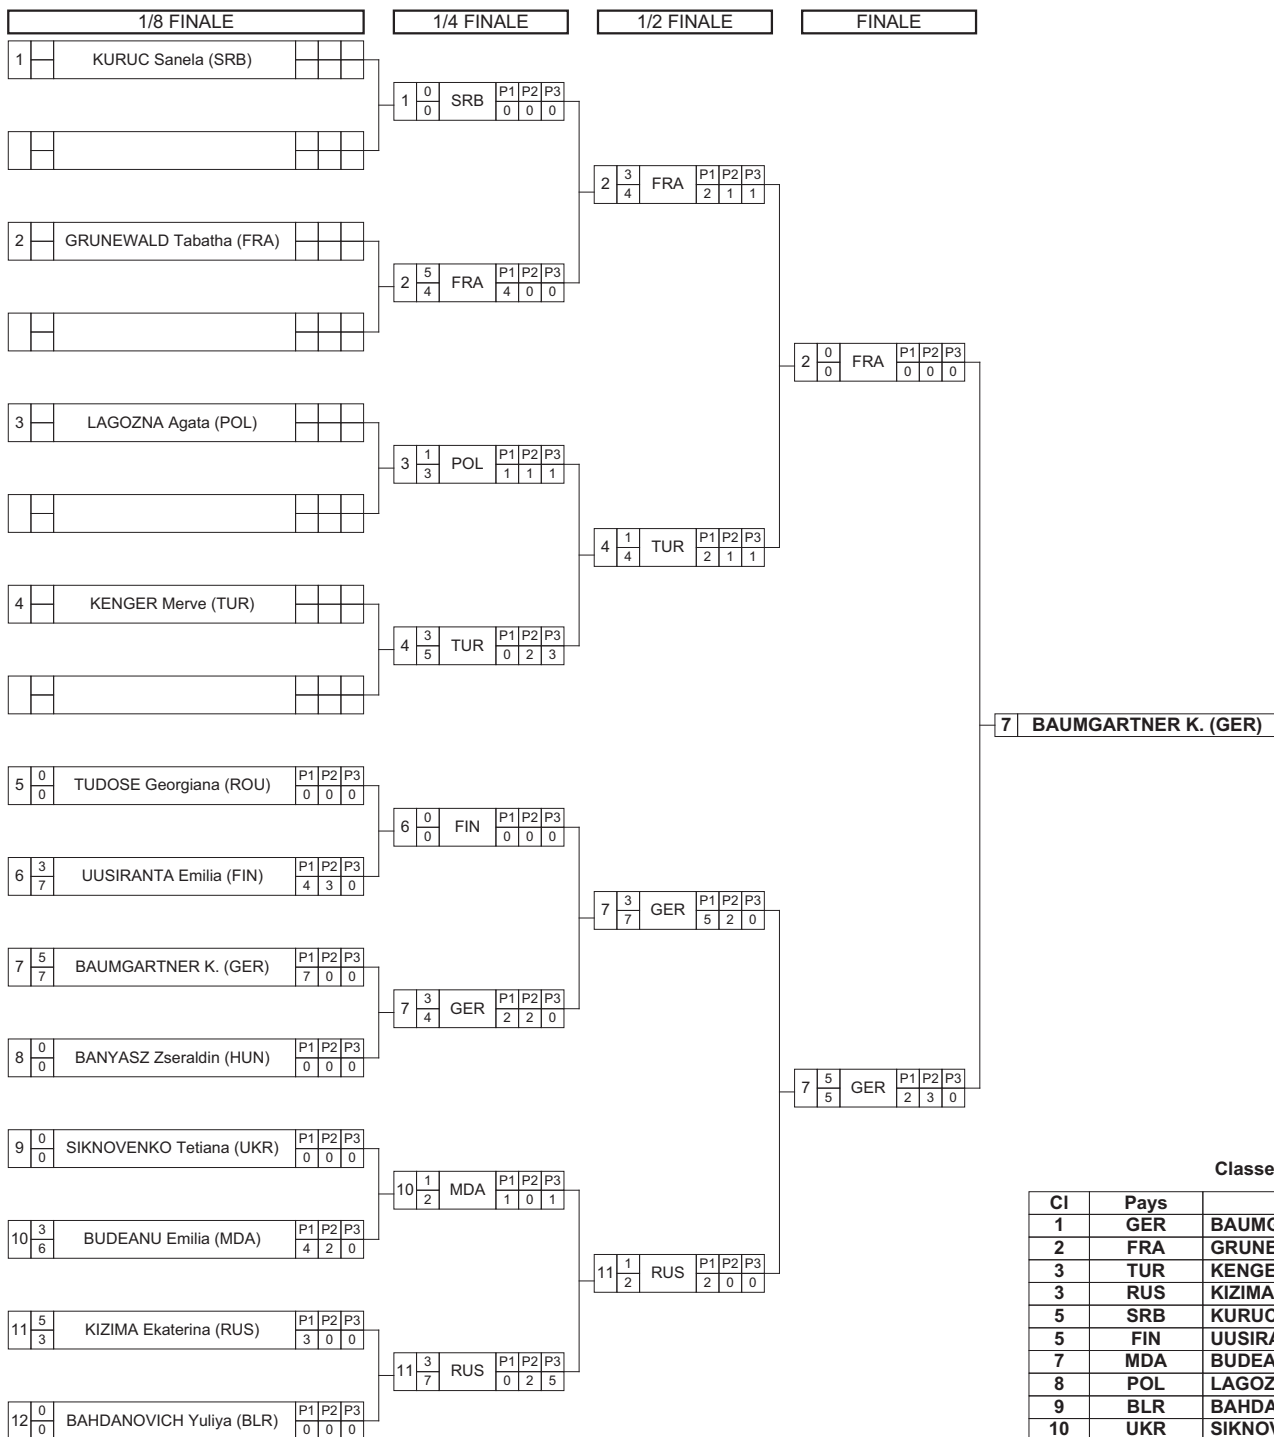 1/8 FINALE 1/4 FINALE 1/2 FINALE FINALE
1 KURUC Sanela (SRB)
1 0 0 SRB P1 P2 P3 0 0 0
2 3 4 FRA P1 P2 P3 2 1 1
2 GRUNEWALD Tabatha (FRA)
2 5 4 FRA P1 P2 P3 4 0 0
2 0 0 FRA P1 P2 P3 0 0 0
3 LAGOZNA Agata (POL)
3 1 3 POL P1 P2 P3 1 1 1
4 1 4 TUR P1 P2 P3 2 1 1
4 KENGER Merve (TUR)
4 3 5 TUR P1 P2 P3 0 2 3
7 BAUMGARTNER K. (GER)
5 0 0 TUDOSE Georgiana (ROU) P1 P2 P3 0 0 0
6 0 0 FIN P1 P2 P3 0 0 0
6 3 7 UUSIRANTA Emilia (FIN) P1 P2 P3 4 3 0
7 3 7 GER P1 P2 P3 5 2 0
7 5 7 BAUMGARTNER K. (GER) P1 P2 P3 7 0 0
7 3 4 GER P1 P2 P3 2 2 0
8 0 0 BANYASZ Zseraldin (HUN) P1 P2 P3 0 0 0
7 5 5 GER P1 P2 P3 2 3 0
9 0 0 SIKNOVENKO Tetiana (UKR) P1 P2 P3 0 0 0
10 1 2 MDA P1 P2 P3 1 0 1
10 3 6 BUDEANU Emilia (MDA) P1 P2 P3 4 2 0
11 1 2 RUS P1 P2 P3 2 0 0
11 5 3 KIZIMA Ekaterina (RUS) P1 P2 P3 3 0 0
11 3 7 RUS P1 P2 P3 0 2 5
12 0 0 BAHDANOVICH Yuliya (BLR) P1 P2 P3 0 0 0
Classe
Cl Pays
1 GER BAUMG
2 FRA GRUNE
3 TUR KENGE
3 RUS KIZIMA
5 SRB KURUC
5 FIN UUSIRA
7 MDA BUDEA
8 POL LAGOZ
9 BLR BAHDA
10 UKR SIKNOV